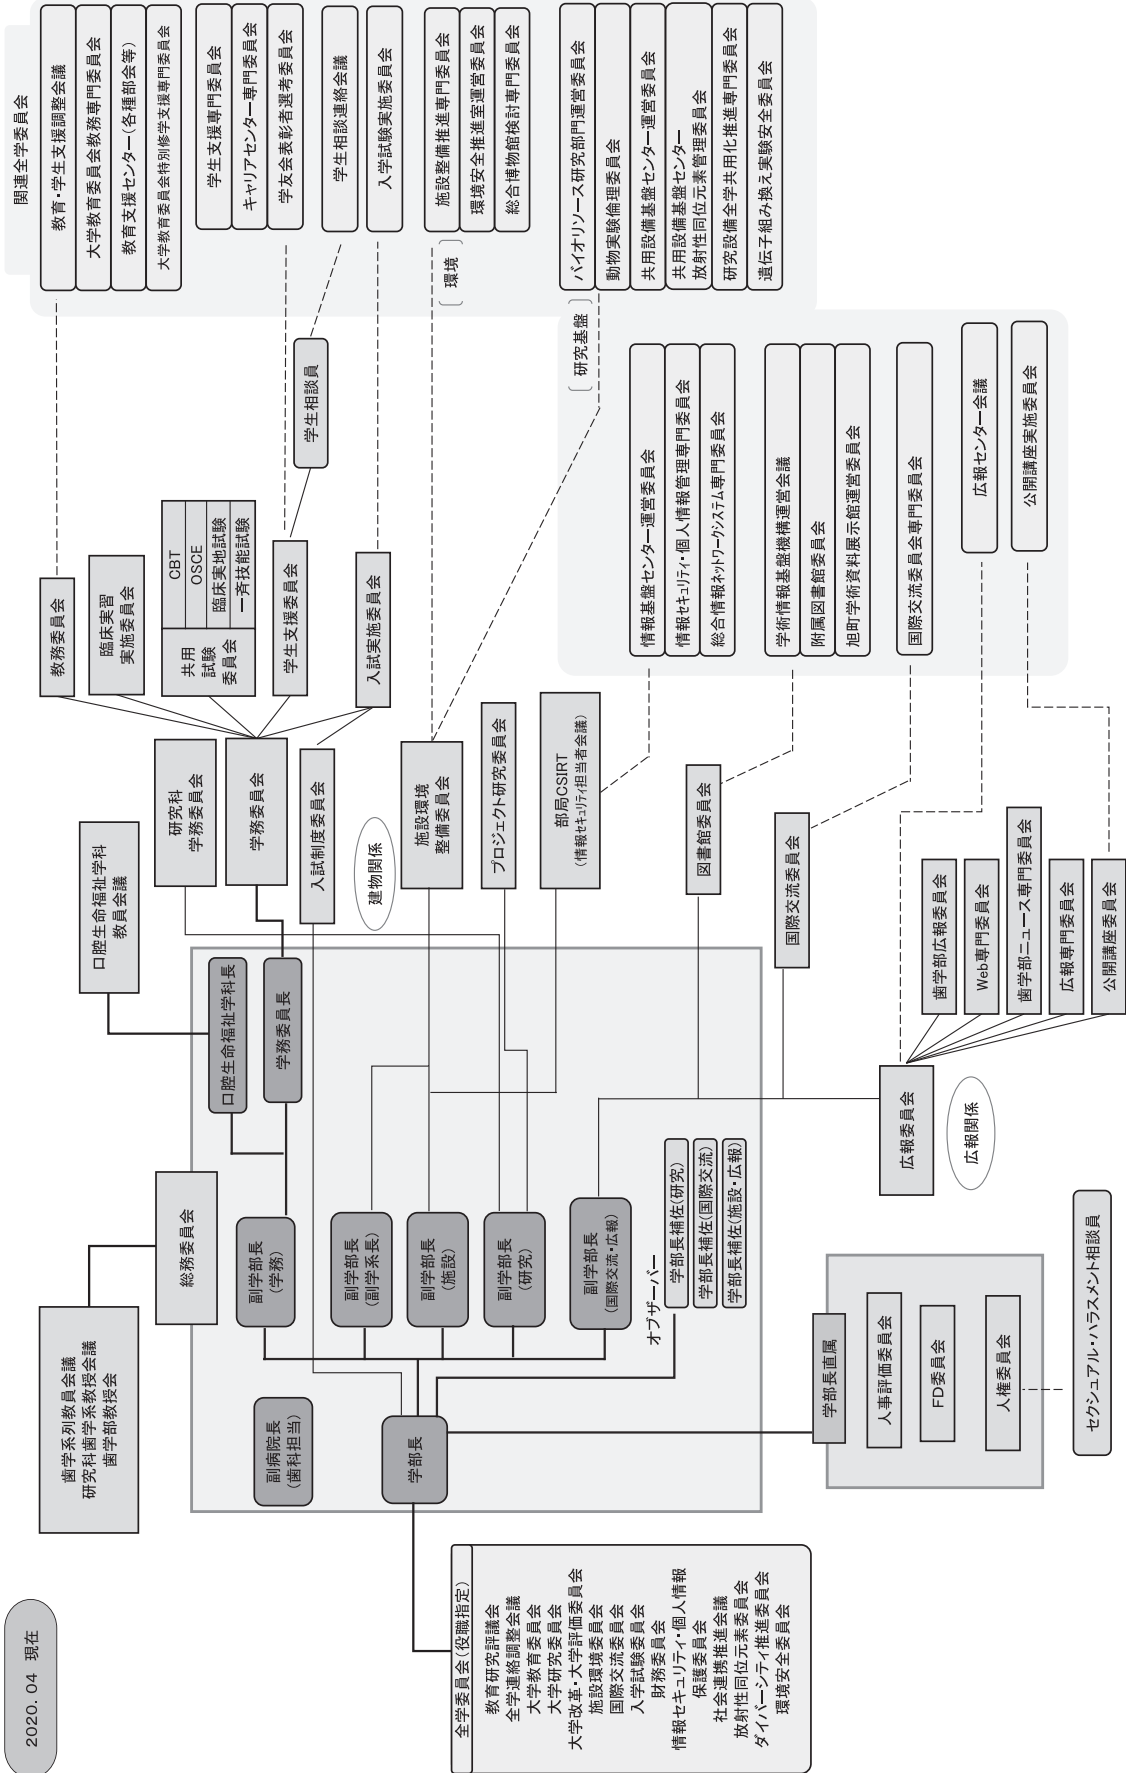 2020. 04 現在
歯学系列教員会議
研究科歯学系教授会議
歯学部教授会
総務委員会
口腔生命福祉学科
教員会議
研究科
学務委員会
学務委員会
入試制度委員会
教務委員会
臨床実習
実施委員会
共用
試験
委員会
CBT
OSCE
臨床実地試験
一斉技能試験
学生支援委員会
入試実施委員会
学生相談員
関連全学委員会
教育・学生支援調整会議
大学教育委員会教務専門委員会
教育支援センター(各種部会等)
大学教育委員会特別修学支援専門委員会
学生支援専門委員会
キャリアセンター専門委員会
学友会表彰者選考委員会
学生相談連絡会議
入学試験実施委員会
施設整備推進専門委員会
環境安全推進室運営委員会
総合博物館検討専門委員会
[環境]
バイオリソース研究部門運営委員会
動物実験倫理委員会
共用設備基盤センター運営委員会
共用設備基盤センター
放射性同位元素管理委員会
研究設備全学共用化推進専門委員会
遺伝子組み換え実験安全委員会
[研究基盤]
口腔生命福祉学科長
学務委員長
副病院長
(歯科担当)
学部長
副学部長
(学務)
副学部長
(副学系長)
副学部長
(施設)
副学部長
(研究)
副学部長
(国際交流・広報)
オブザーバー
学部長補佐(研究)
学部長補佐(国際交流)
学部長補佐(施設・広報)
建物関係
施設環境
整備委員会
プロジェクト研究委員会
部局CSIRT
(情報セキュリティ担当者会議)
図書館委員会
国際交流委員会
情報基盤センター運営委員会
情報セキュリティ・個人情報管理専門委員会
総合情報ネットワークシステム専門委員会
学術情報基盤機構運営会議
附属図書館委員会
旭町学術資料展示館運営委員会
国際交流委員会専門委員会
広報センター会議
公開講座実施委員会
広報委員会
広報関係
歯学部広報委員会
Web専門委員会
歯学部ニュース専門委員会
広報専門委員会
公開講座委員会
全学委員会(役職指定)
教育研究評議会
全学連絡調整会議
大学教育委員会
大学研究委員会
大学改革・大学評価委員会
施設環境委員会
国際交流委員会
入学試験委員会
財務委員会
情報セキュリティ・個人情報
保護委員会
社会連携推進会議
放射性同位元素委員会
ダイバーシティ推進委員会
環境安全委員会
学部長直属
人事評価委員会
FD委員会
人権委員会
セクシュアル・ハラスメント相談員